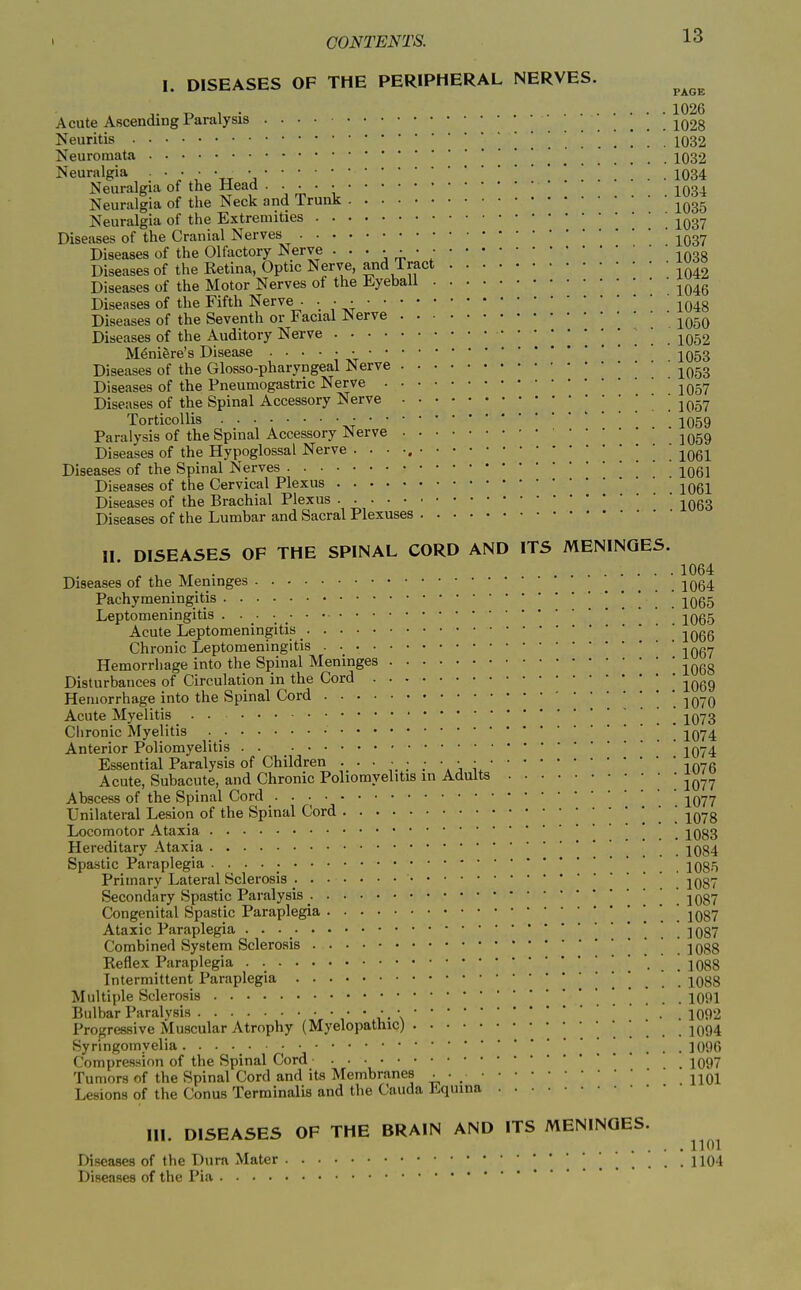 CONTENTS. 13
I. DISEASES OF THE PERIPHERAL NERVES.
PAGE
Acute Ascending Paralysis . . . . 1026
Neuritis . . . . 1028
Neuromata . . . . 1032
Neuralgia . . . . 1032
Neuralgia of the Head . . . . 1034
Neuralgia of the Neck and Trunk . . . . 1034
Neuralgia of the Extremities . . . . 1035
Diseases of the Cranial Nerves . . . . 1037
Diseases of the Olfactory Nerve . . . . 1037
Diseases of the Retina, Optic Nerve, and Tract . . . . 1038
Diseases of the Motor Nerves of the Eyeball . . . . 1042
Diseases of the Fifth Nerve . . . . 1046
Diseases of the Seventh or Facial Nerve . . . . 1048
Diseases of the Auditory Nerve . . . . 1050
Ménière's Disease . . . . 1052
Diseases of the Glosso-pharyngeal Nerve . . . . 1053
Diseases of the Pneumogastric Nerve . . . . 1053
Diseases of the Spinal Accessory Nerve . . . . 1057
Torticollis . . . . 1057
Paralysis of the Spinal Accessory Nerve . . . . 1059
Diseases of the Hypoglossal Nerve . . . . 1059
Diseases of the Spinal Nerves . . . . 1061
Diseases of the Cervical Plexus . . . . 1061
Diseases of the Brachial Plexus . . . . 1061
Diseases of the Lumbar and Sacral Plexuses . . . . 1063
II. DISEASES OF THE SPINAL CORD AND ITS MENINGES.
Diseases of the Meninges . . . . 1064
Pachymeningitis . . . . 1064
Leptomeningitis . . . . 1065
Acute Leptomeningitis . . . . 1065
Chronic Leptomeningitis . . . . 1066
Hemorrhage into the Spinal Meninges . . . . 1067
Disturbances of Circulation in the Cord . . . . 1068
Hemorrhage into the Spinal Cord . . . . 1069
Acute Myelitis . . . . 1070
Chronic Myelitis . . . . 1073
Anterior Poliomyelitis . . . . 1074
Essential Paralysis of Children . . . . 1074
Acute, Subacute, and Chronic Poliomyelitis in Adults . . . . 1076
Abscess of the Spinal Cord . . . . 1077
Unilateral Lesion of the Spinal Cord . . . . 1077
Locomotor Ataxia . . . . 1078
Hereditary Ataxia . . . . 1083
Spastic Paraplegia . . . . 1084
Primary Lateral Sclerosis . . . . 1085
Secondary Spastic Paralysis . . . . 1087
Congenital Spastic Paraplegia . . . . 1087
Ataxic Paraplegia . . . . 1087
Combined System Sclerosis . . . . 1087
Reflex Paraplegia . . . . 1088
Intermittent Paraplegia . . . . 1088
Multiple Sclerosis . . . . 1088
Bulbar Paralysis . . . . 1091
Progressive Muscular Atrophy (Myelopathic) . . . . 1092
Syringomyelia . . . . 1094
Compression of the Spinal Cord . . . . 1096
Tumors of the Spinal Cord and its Membranes . . . . 1097
Lesions of the Conus Terminalis and the Cauda Equina . . . . 1101
III. DISEASES OF THE BRAIN AND ITS MENINGES.
Diseases of the Dura Mater . . . . 1101
Diseases of the Pia . . . . 1104